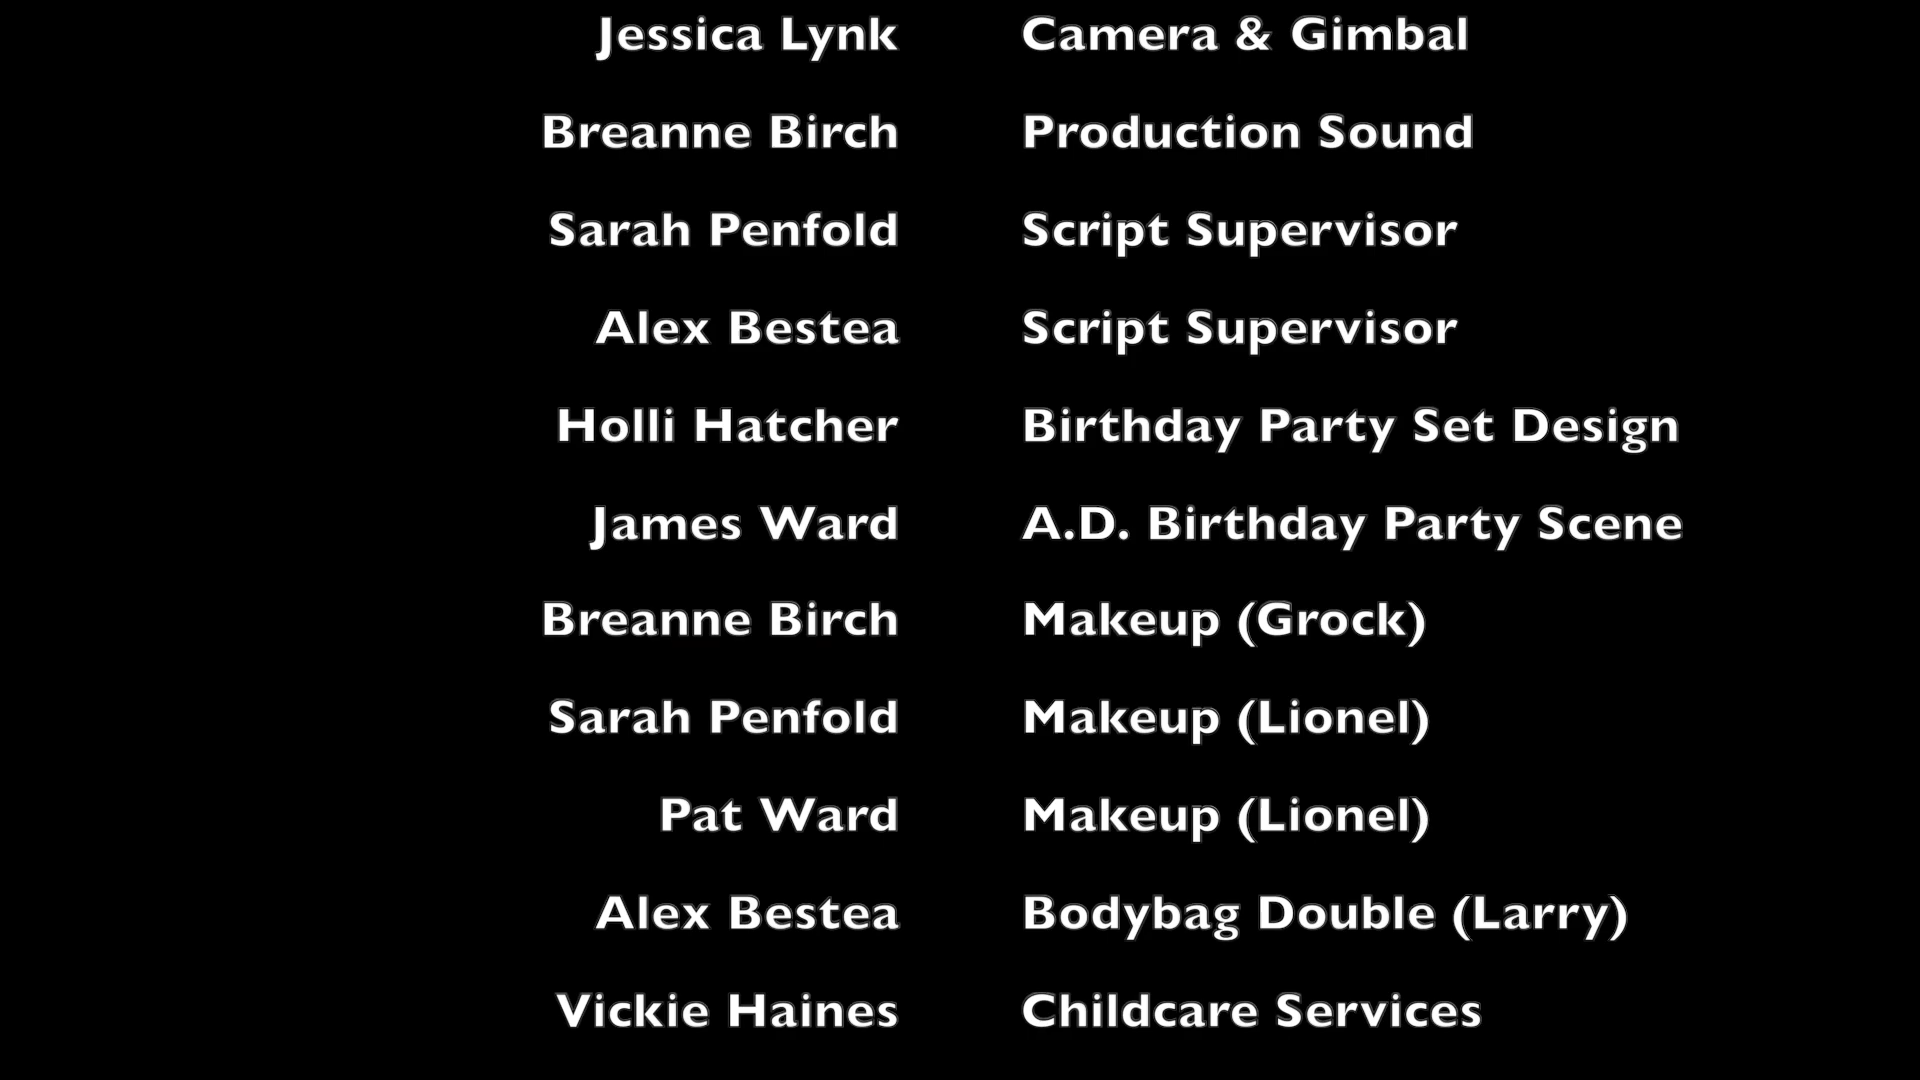 Jessica Lynk Camera & Gimbal
Breanne Birch Production Sound
Sarah Penfold Script Supervisor
Alex Bestea Script Supervisor
Holli Hatcher Birthday Party Set Design
James Ward A.D. Birthday Party Scene
Breanne Birch Makeup (Grock)
Sarah Penfold Makeup (Lionel)
Pat Ward Makeup (Lionel)
Alex Bestea Bodybag Double (Larry)
Vickie Haines Childcare Services